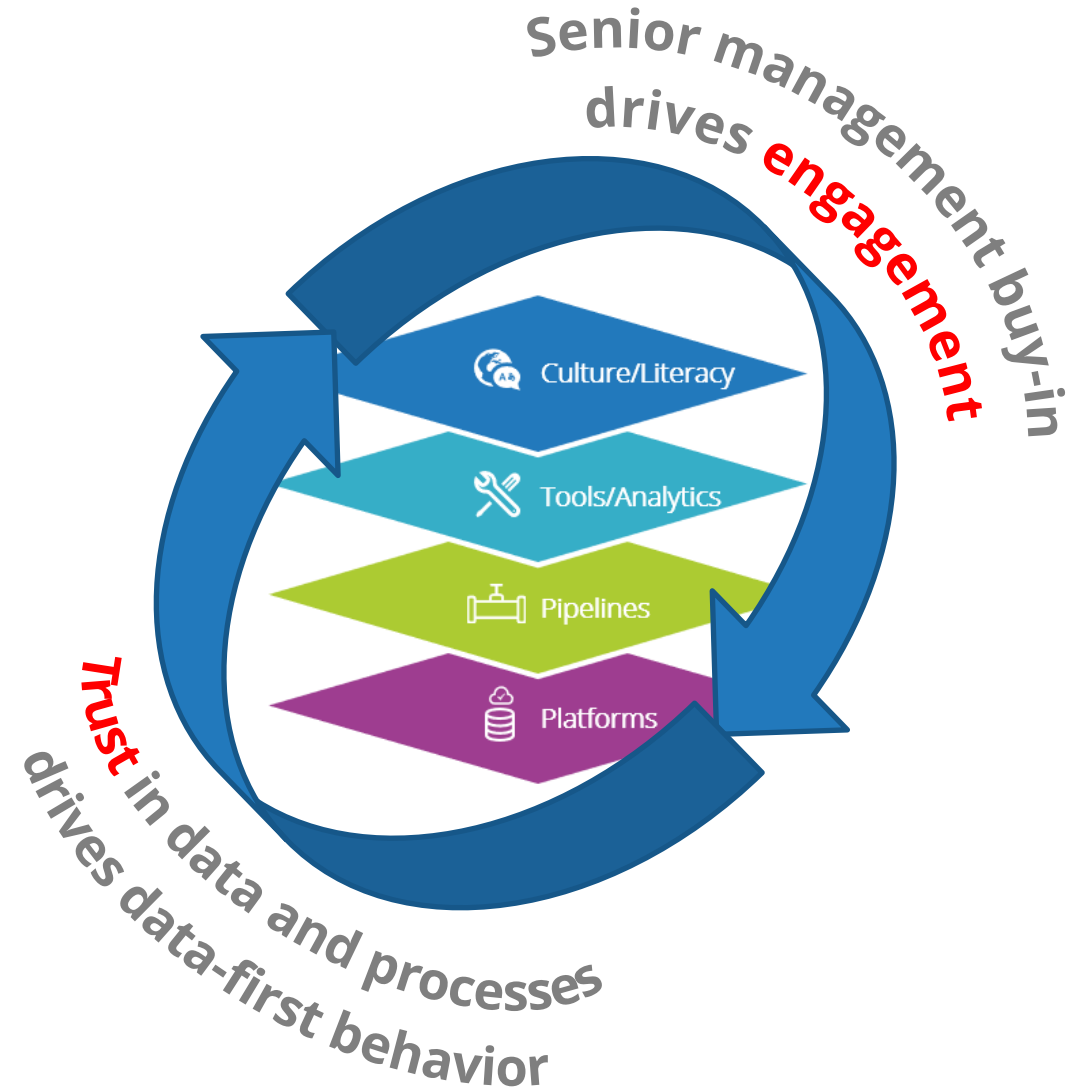 Senior management buy-in
drives engagement
Culture/Literacy
Tools/Analytics
Pipelines
Platforms
Trust in data and processes
drives data-first behavior